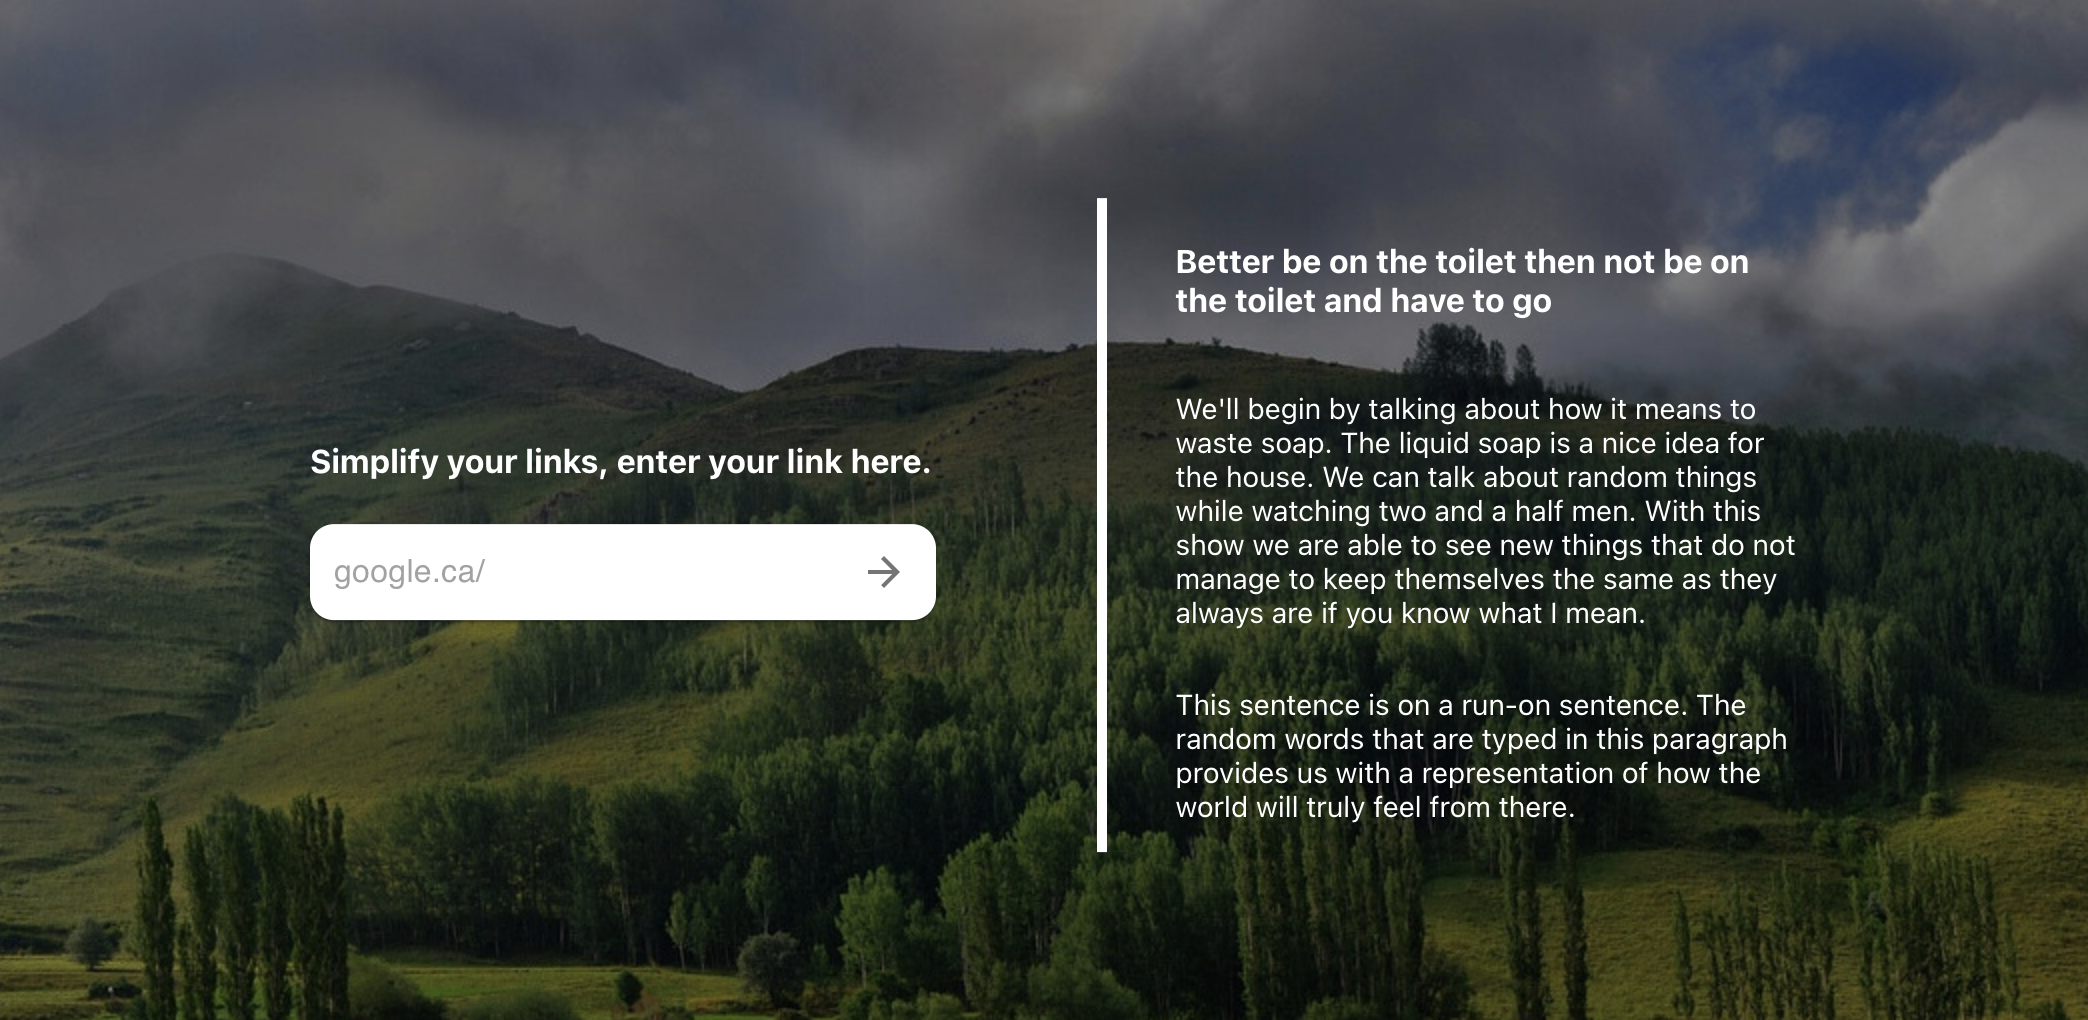 Simplify your links, enter your link here.
google.ca/
Better be on the toilet then not be on
the toilet and have to go
We'll begin by talking about how it means to
waste soap. The liquid soap is a nice idea for
the house. We can talk about random things
while watching two and a half men. With this
show we are able to see new things that do not
manage to keep themselves the same as they
always are if you know what I mean.
This sentence is on a run-on sentence. The
random words that are typed in this paragraph
provides us with a representation of how the
world will truly feel from there.